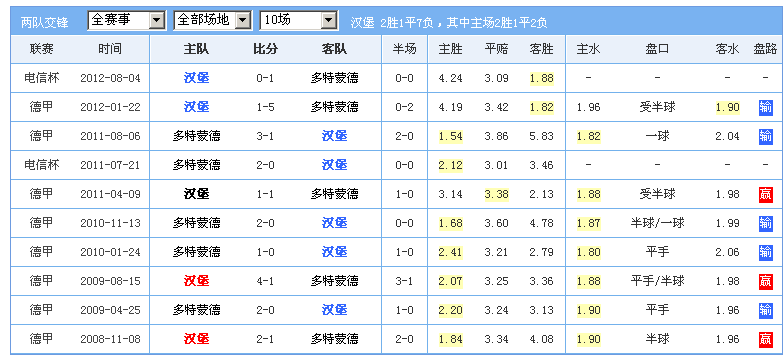 两队交锋 全赛事 全部场地 10场 汉堡 2胜1平7负，其中主场2胜1平2负
联赛 时间 主队 比分 客队 半场 主胜 平赔 客胜 主水 盘口 客水 盘路
电信杯 2012-08-04 汉堡 0-1 多特蒙德 0-0 4.24 3.09 1.88 - - -
德甲 2012-01-22 汉堡 1-5 多特蒙德 0-2 4.19 3.42 1.82 1.96 受半球 1.90 输
德甲 2011-08-06 多特蒙德 3-1 汉堡 2-0 1.54 3.86 5.83 1.82 一球 2.04 输
电信杯 2011-07-21 多特蒙德 2-0 汉堡 0-0 2.12 3.01 3.46 - - -
德甲 2011-04-09 汉堡 1-1 多特蒙德 1-0 3.14 3.38 2.13 1.88 受半球 1.98 赢
德甲 2010-11-13 多特蒙德 2-0 汉堡 0-0 1.68 3.60 4.78 1.87 半球/一球 1.99 输
德甲 2010-01-24 多特蒙德 1-0 汉堡 1-0 2.41 3.21 2.79 1.80 平手 2.06 输
德甲 2009-08-15 汉堡 4-1 多特蒙德 3-1 2.07 3.25 3.36 1.88 平手/半球 1.98 赢
德甲 2009-04-25 多特蒙德 2-0 汉堡 1-0 2.20 3.24 3.13 1.90 平手 1.96 输
德甲 2008-11-08 汉堡 2-1 多特蒙德 2-0 1.84 3.34 4.08 1.90 半球 1.96 赢